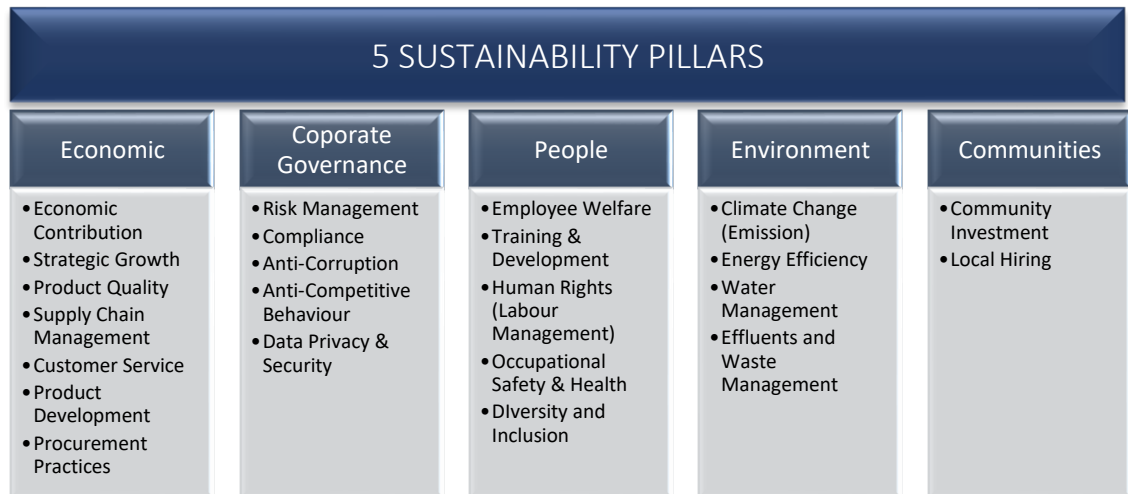 5 SUSTAINABILITY PILLARS
Economic
•Economic
Contribution
•Strategic Growth
•Product Quality
•Supply Chain
Management
•Customer Service
•Product
Development
•Procurement
Practices
Coporate
Governance
•Risk Management
•Compliance
•Anti-Corruption
•Anti-Competitive
Behaviour
•Data Privacy &
Security
People
•Employee Welfare
•Training &
Development
•Human Rights
(Labour
Management)
•Occupational
Safety & Health
•DIversity and
Inclusion
Environment
•Climate Change
(Emission)
•Energy Efficiency
•Water
Management
•Effluents and
Waste
Management
Communities
•Community
Investment
•Local Hiring